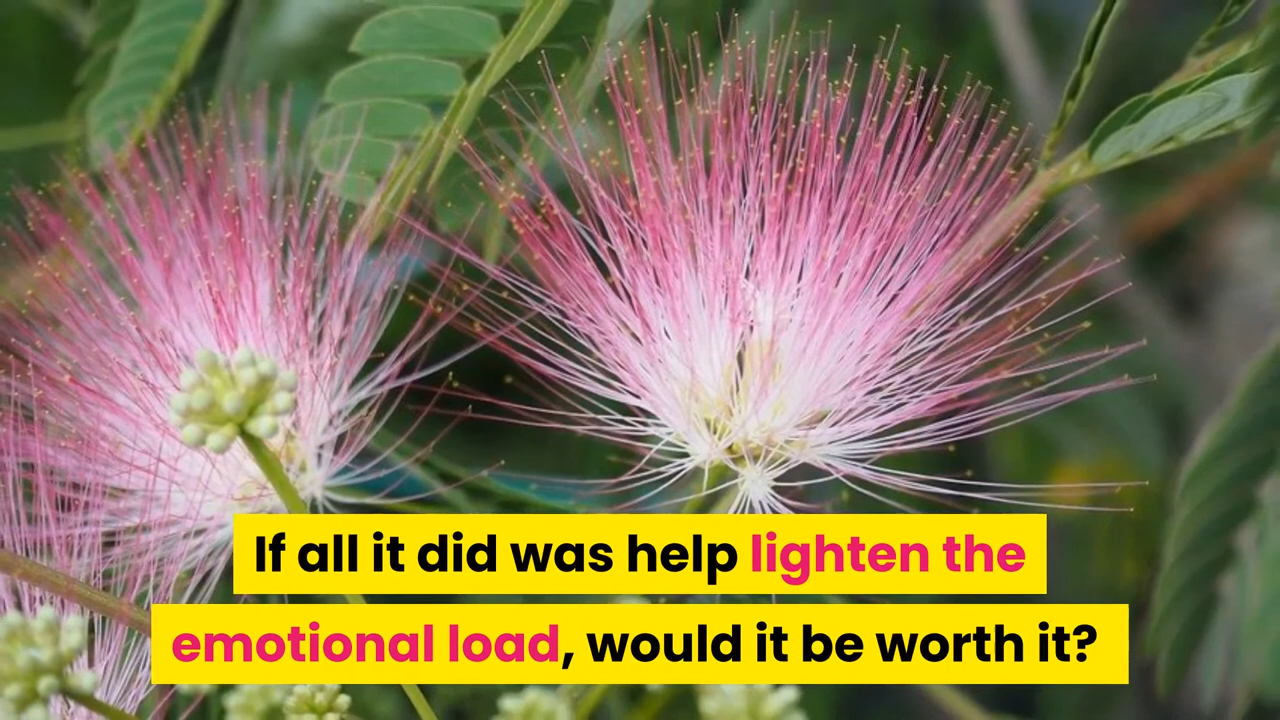 If all it did was help lighten the
emotional load, would it be worth it?